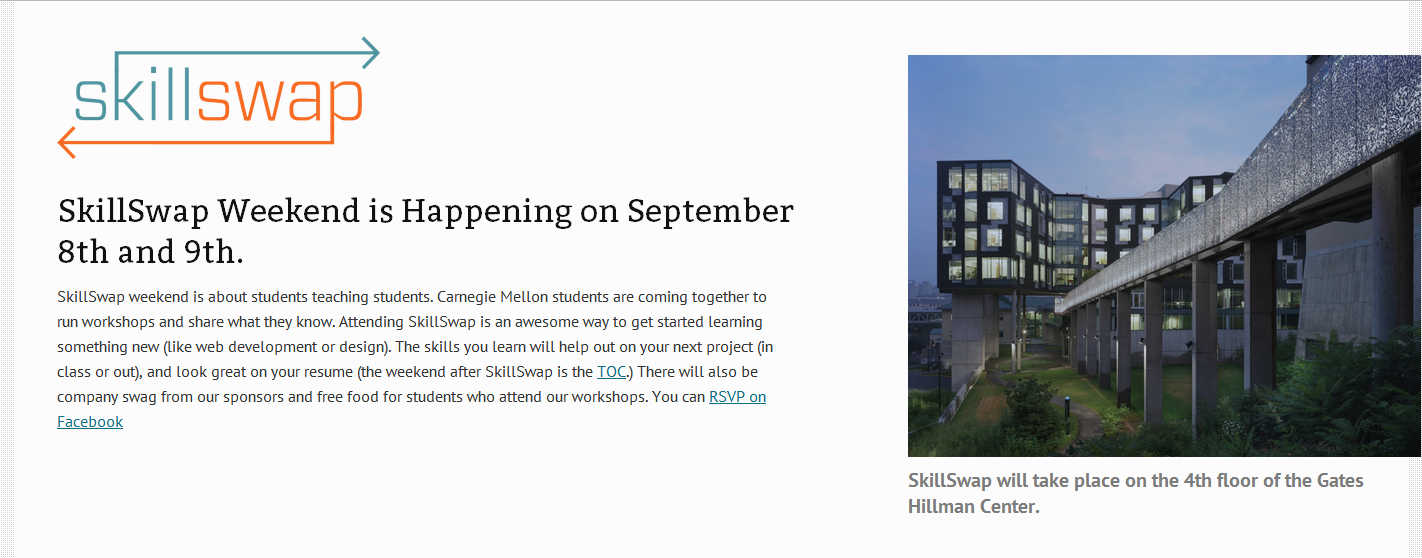 skillswap
SkillSwap Weekend is Happening on September
8th and 9th.
SkillSwap weekend is about students teaching students. Carnegie Mellon students are coming together to
run workshops and share what they know. Attending SkillSwap is an awesome way to get started learning
something new (like web development or design). The skills you learn will help out on your next project (in
class or out), and look great on your resume (the weekend after SkillSwap is the TOC.) There will also be
company swag from our sponsors and free food for students who attend our workshops. You can RSVP on
Facebook
SkillSwap will take place on the 4th floor of the Gates
Hillman Center.